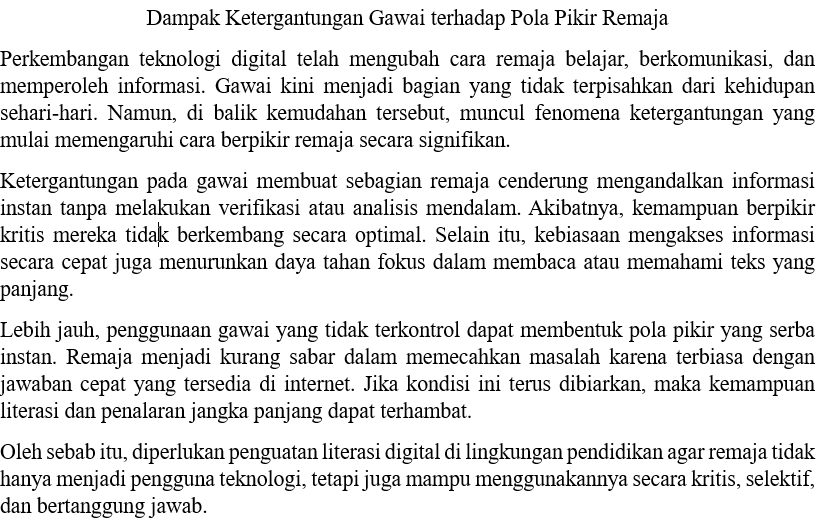 Dampak Ketergantungan Gawai terhadap Pola Pikir Remaja
Perkembangan teknologi digital telah mengubah cara remaja belajar, berkomunikasi, dan
memperoleh informasi. Gawai kini menjadi bagian yang tidak terpisahkan dari kehidupan
sehari-hari. Namun, di balik kemudahan tersebut, muncul fenomena ketergantungan yang
mulai memengaruhi cara berpikir remaja secara signifikan.
Ketergantungan pada gawai membuat sebagian remaja cenderung mengandalkan informasi
instan tanpa melakukan verifikasi atau analisis mendalam. Akibatnya, kemampuan berpikir
kritis mereka tidak berkembang secara optimal. Selain itu, kebiasaan mengakses informasi
secara cepat juga menurunkan daya tahan fokus dalam membaca atau memahami teks yang
panjang.
Lebih jauh, penggunaan gawai yang tidak terkontrol dapat membentuk pola pikir yang serba
instan. Remaja menjadi kurang sabar dalam memecahkan masalah karena terbiasa dengan
jawaban cepat yang tersedia di internet. Jika kondisi ini terus dibiarkan, maka kemampuan
literasi dan penalaran jangka panjang dapat terhambat.
Oleh sebab itu, diperlukan penguatan literasi digital di lingkungan pendidikan agar remaja tidak
hanya menjadi pengguna teknologi, tetapi juga mampu menggunakannya secara kritis, selektif,
dan bertanggung jawab.